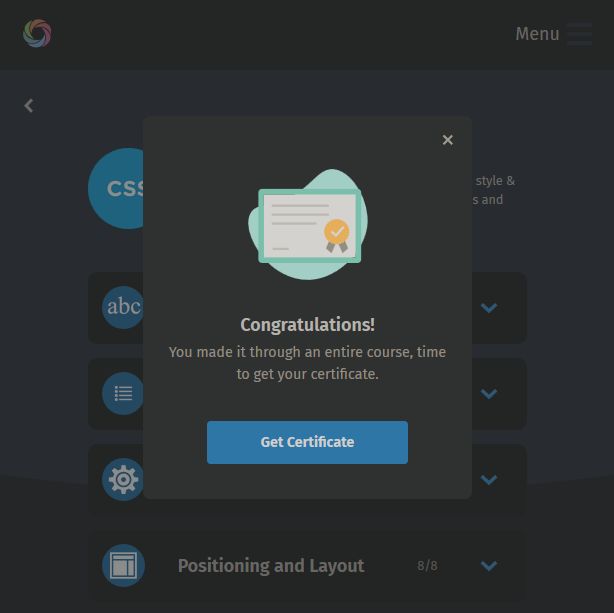 Menu
CSS
style &
s and
abc
Congratulations!
You made it through an entire course, time
to get your certificate.
Get Certificate
Positioning and Layout 8/8